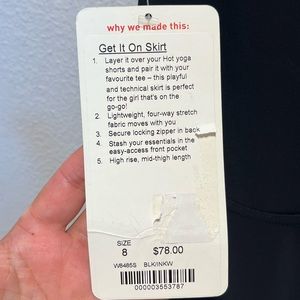 why we made this:
Get It On Skirt
1. Layer it over your Hot yoga
shorts and pair it with your
favourite tee – this playful
and technical skirt is perfect
for the girl that's on the
go-go!
2. Lightweight, four-way stretch
fabric moves with you
3. Secure locking zipper in back
4. Stash your essentials in the
easy-access front pocket
5. High rise, mid-thigh length
SIZE
8 $78.00
W8485S BLK/INKW
000003553787